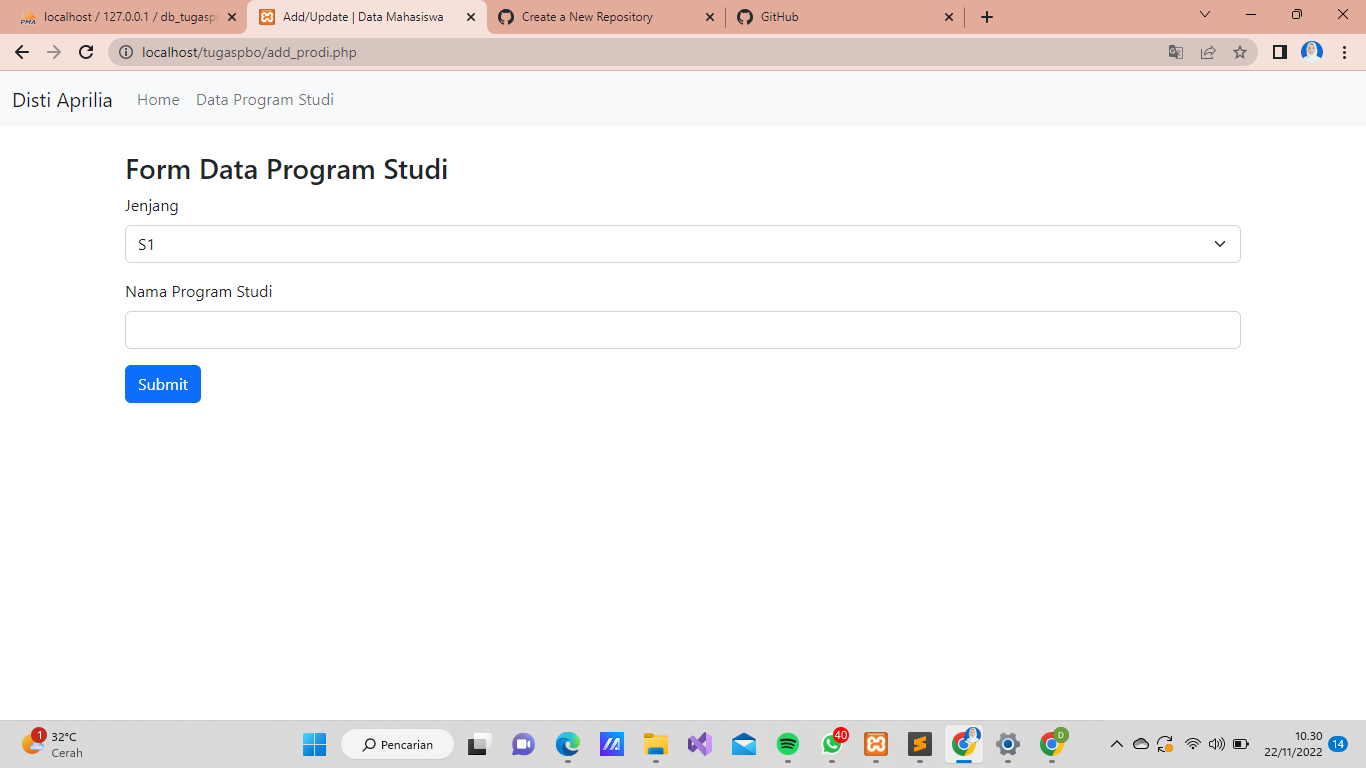 localhost / 127.0.0.1 / db_tugaspl
Add/Update | Data Mahasiswa
Create a New Repository
GitHub
localhost/tugaspbo/add_prodi.php
Disti Aprilia
Home
Data Program Studi
Form Data Program Studi
Jenjang
S1
Nama Program Studi
Submit
1
32°C
Cerah
Pencarian
40
D
10.30
22/11/2022
14